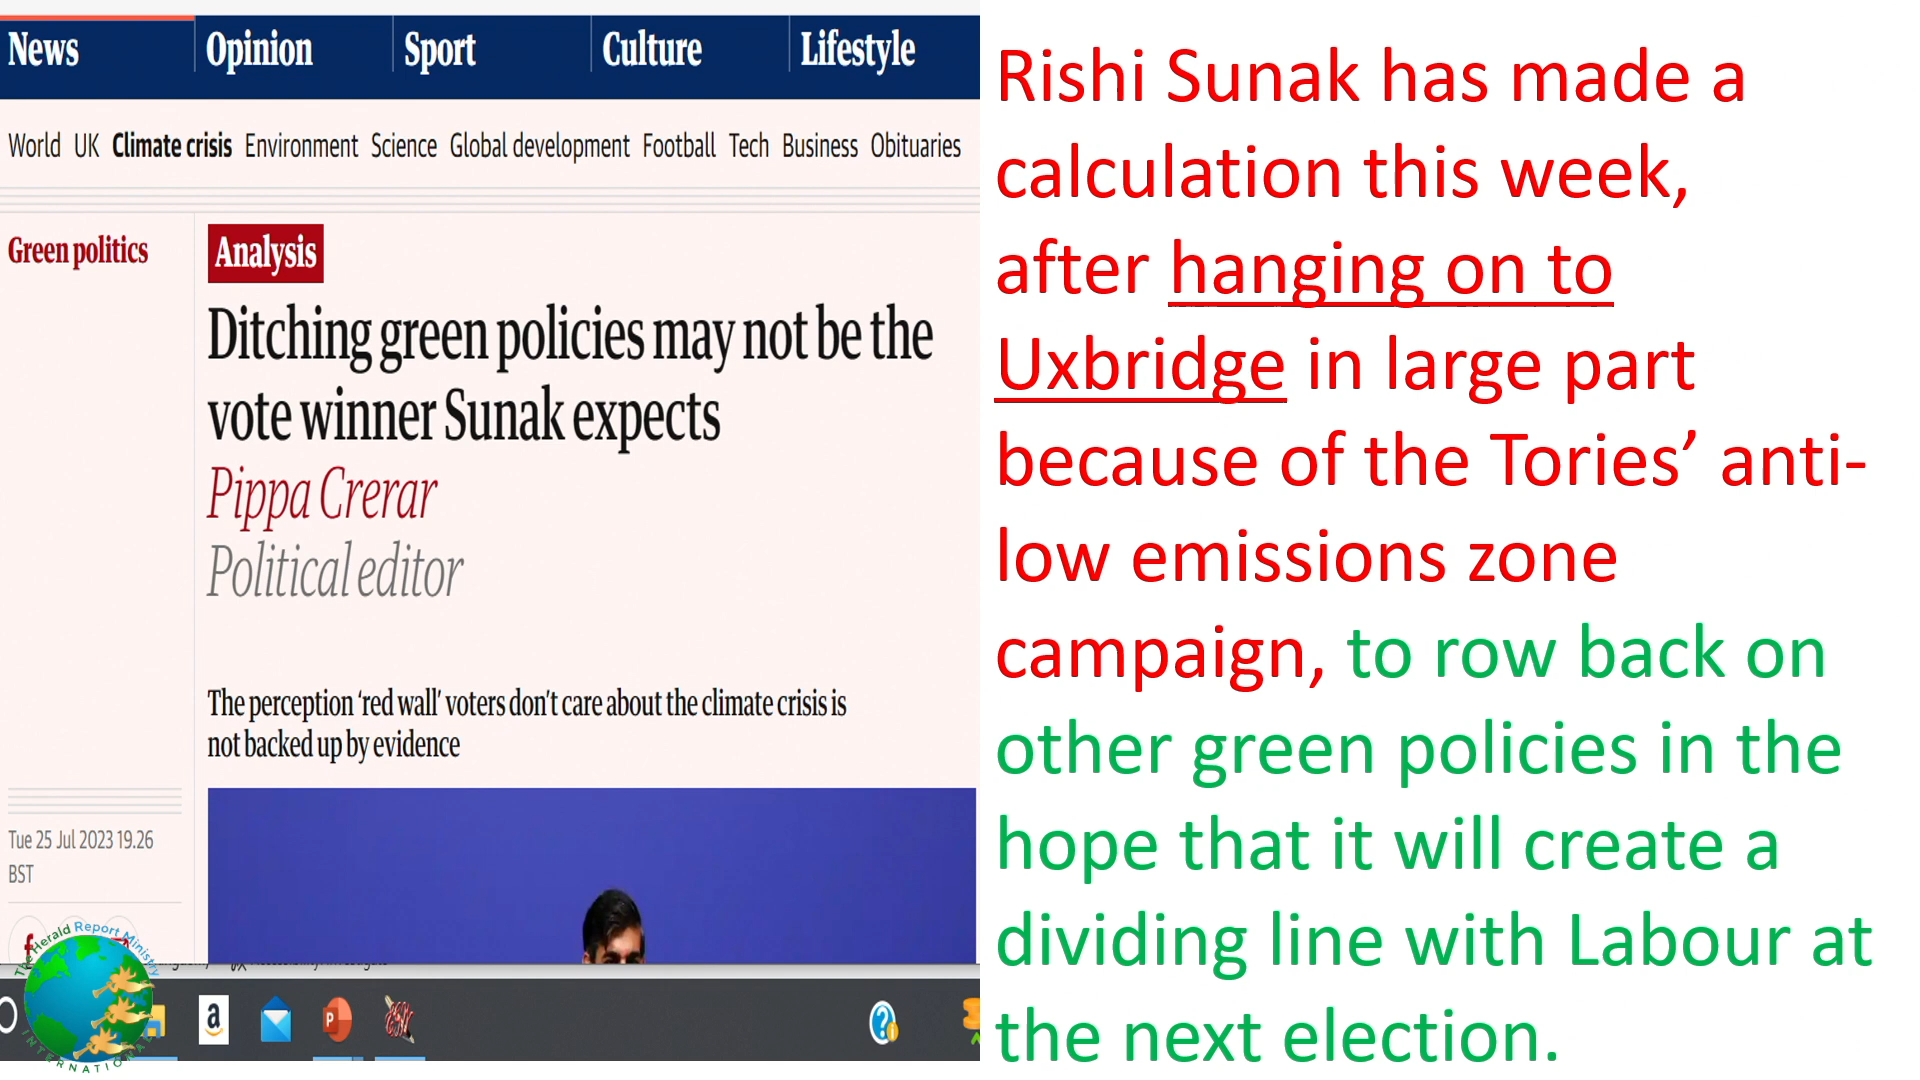 News Opinion Sport Culture Lifestyle
World UK Climate crisis Environment Science Global development Football Tech Business Obituaries
Green politics
Analysis
Ditching green policies may not be the
vote winner Sunak expects
Pippa Crerar
Political editor
The perception ‘red wall’ voters don’t care about the climate crisis is
not backed up by evidence
Tue 25 Jul 2023 19.26
BST
The Herald Report Ministry
INTERNATIONAL
Rishi Sunak has made a
calculation this week,
after hanging on to
Uxbridge in large part
because of the Tories’ anti-
low emissions zone
campaign, to row back on
other green policies in the
hope that it will create a
dividing line with Labour at
the next election.